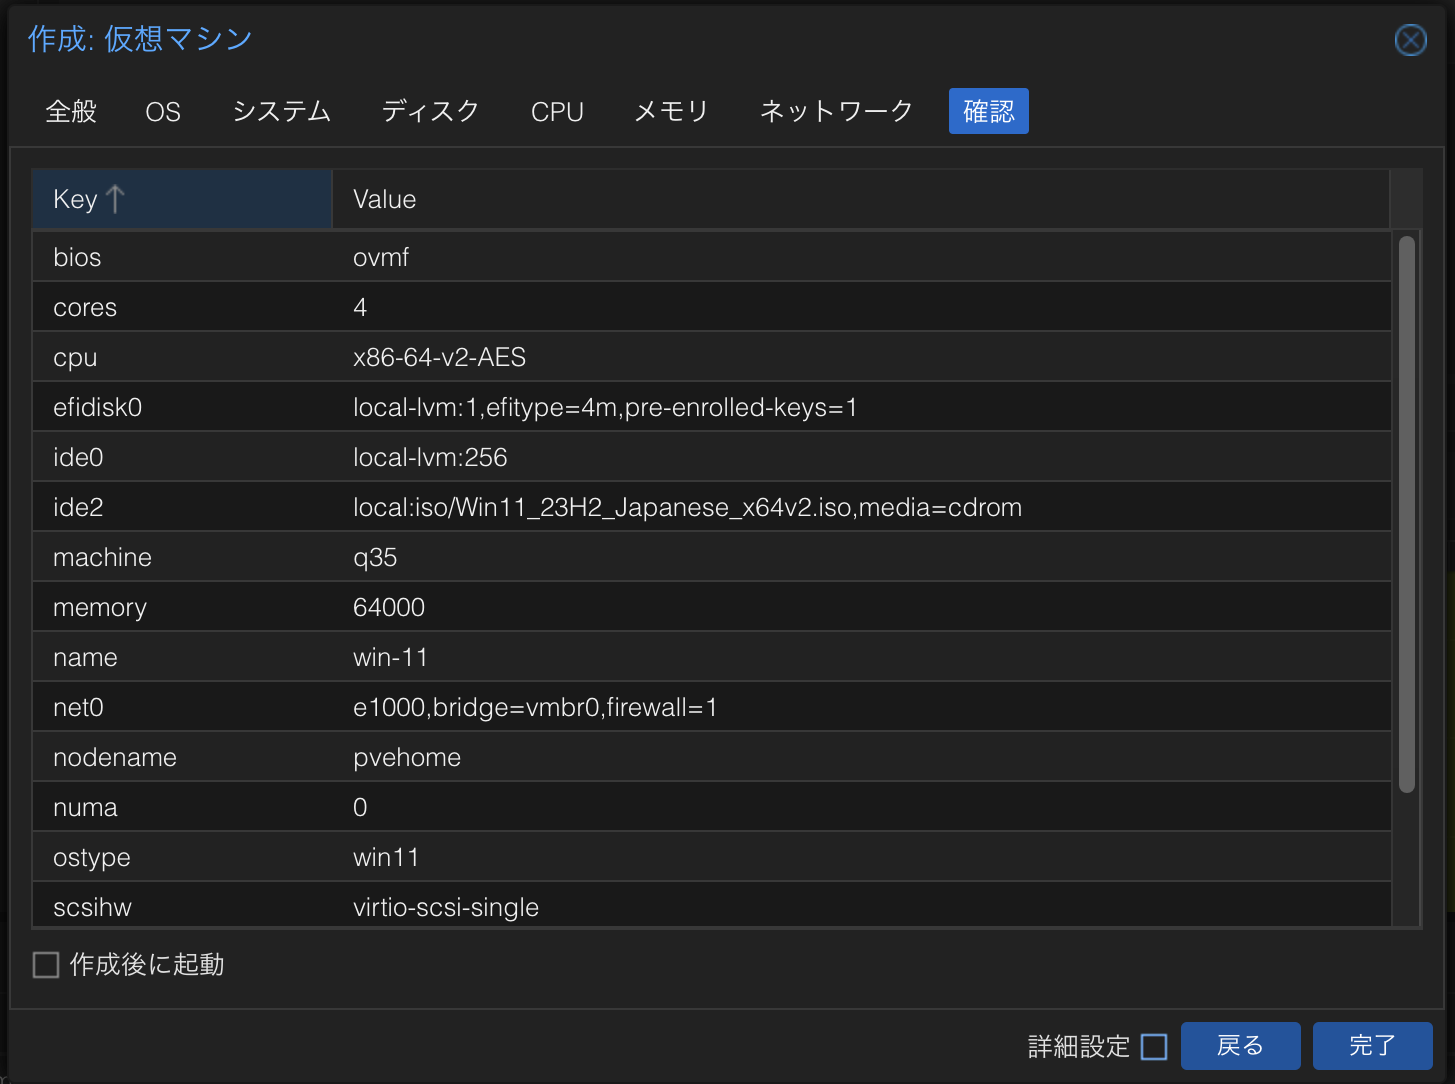 作成: 仮想マシン
全般 OS システム ディスク CPU メモリ ネットワーク 確認
Key Value
bios ovmf
cores 4
cpu x86-64-v2-AES
efidisk0 local-lvm:1,efitype=4m,pre-enrolled-keys=1
ide0 local-lvm:256
ide2 local:iso/Win11_23H2_Japanese_x64v2.iso,media=cdrom
machine q35
memory 64000
name win-11
net0 e1000,bridge=vmbr0,firewall=1
nodename pvehome
numa 0
ostype win11
scsihw virtio-scsi-single
作成後に起動
詳細設定 戻る 完了